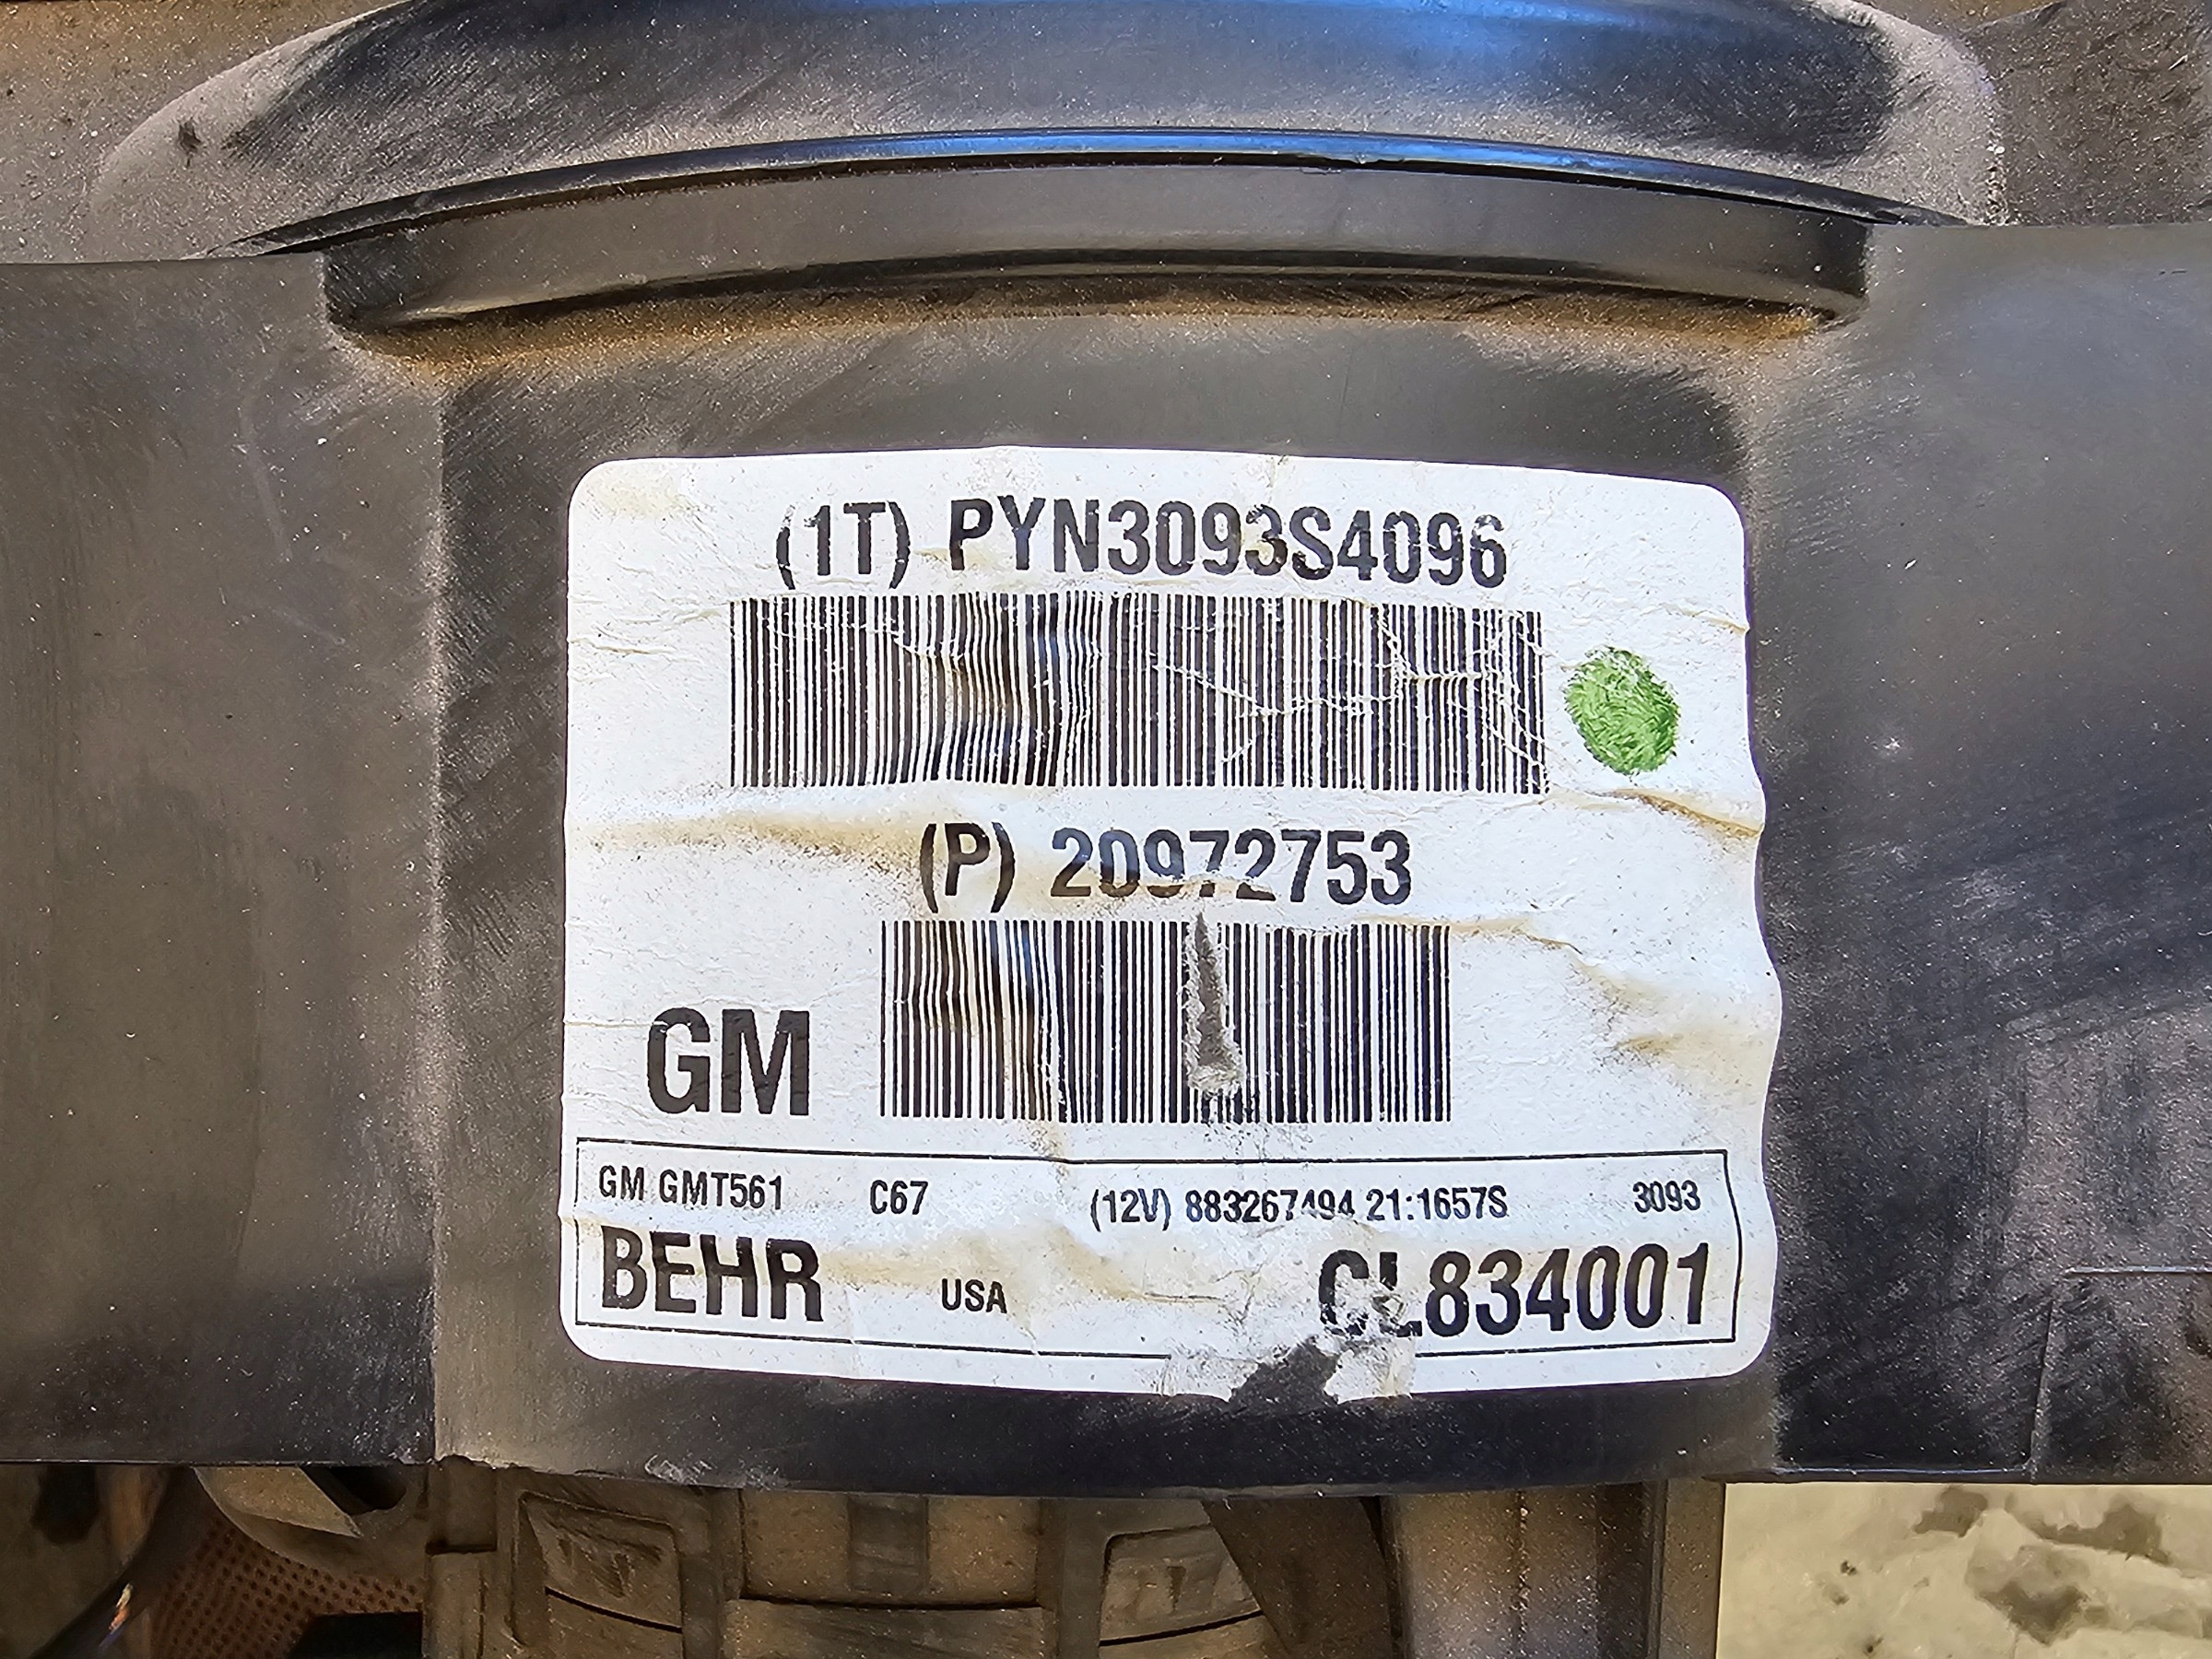 (1T) PYN3093S4096
(P) 20972753
GM
GM GMT561 C67 (12V) 883267494 21:1657S 3093
BEHR USA CL834001